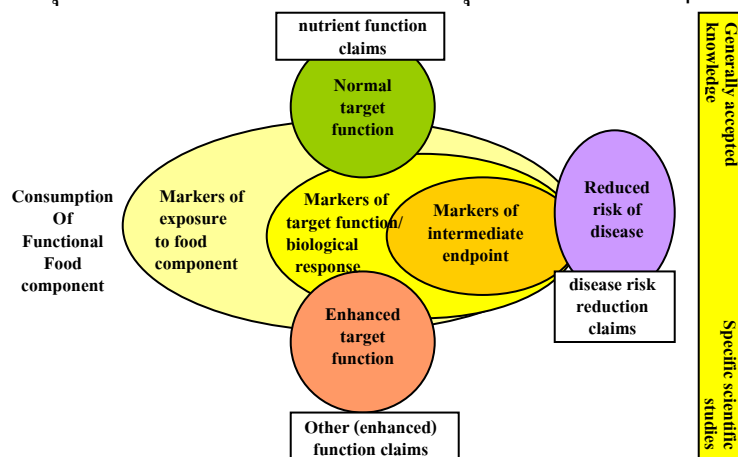 nutrient function
claims
Normal
target
function
Consumption
Of
Functional
Food
component
Markers of
exposure
to food
component
Markers of
target function/
biological
response
Markers of
intermediate
endpoint
Reduced
risk of
disease
disease risk
reduction
claims
Enhanced
target
function
Other (enhanced)
function claims
Generally accepted
knowledge
Specific scientific
studies